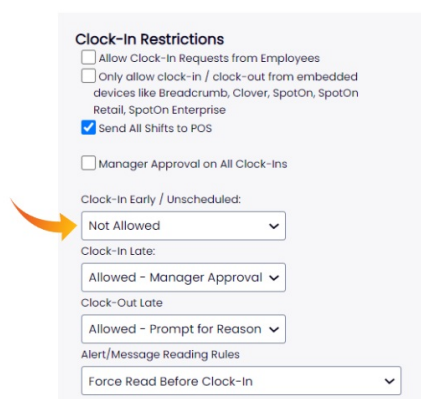 Clock-In Restrictions
Allow Clock-In Requests from Employees
Only allow clock-in / clock-out from embedded
devices like Breadcrumb, Clover, SpotOn, SpotOn
Retail, SpotOn Enterprise
Send All Shifts to POS
Manager Approval on All Clock-Ins
Clock-In Early / Unscheduled:
Not Allowed
Clock-In Late:
Allowed - Manager Approval
Clock-Out Late
Allowed - Prompt for Reason
Alert/Message Reading Rules
Force Read Before Clock-In